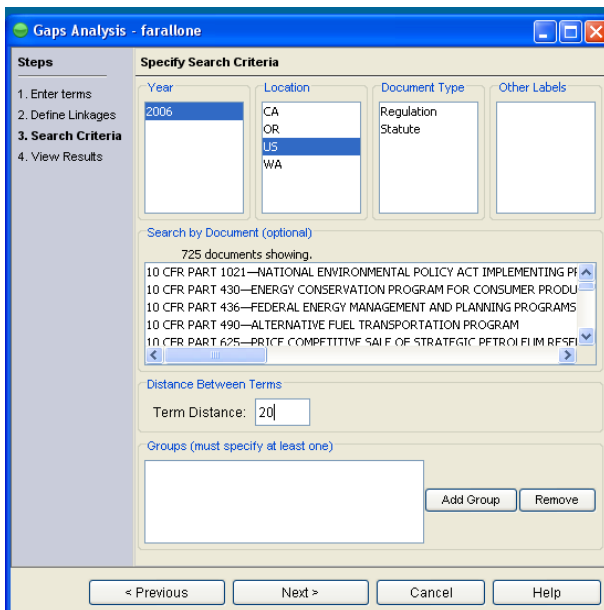 Gaps Analysis - farallone
Steps
1. Enter terms
2. Define Linkages
3. Search Criteria
4. View Results
Specify Search Criteria
Year
2006
Location
CA
OR
US
WA
Document Type
Regulation
Statute
Other Labels
Search by Document (optional)
725 documents showing.
10 CFR PART 1021—NATIONAL ENVIRONMENTAL POLICY ACT IMPLEMENTING
10 CFR PART 430—ENERGY CONSERVATION PROGRAM FOR CONSUMER PRODU
10 CFR PART 436—FEDERAL ENERGY MANAGEMENT AND PLANNING PROGRAMS
10 CFR PART 490—ALTERNATIVE FUEL TRANSPORTATION PROGRAM
10 CFR PART 625—PRICE COMPETITIVE SALE OF STRATEGIC PETROLEUM RESE
Distance Between Terms
Term Distance: 20
Groups (must specify at least one)
Add Group Remove
< Previous Next > Cancel Help